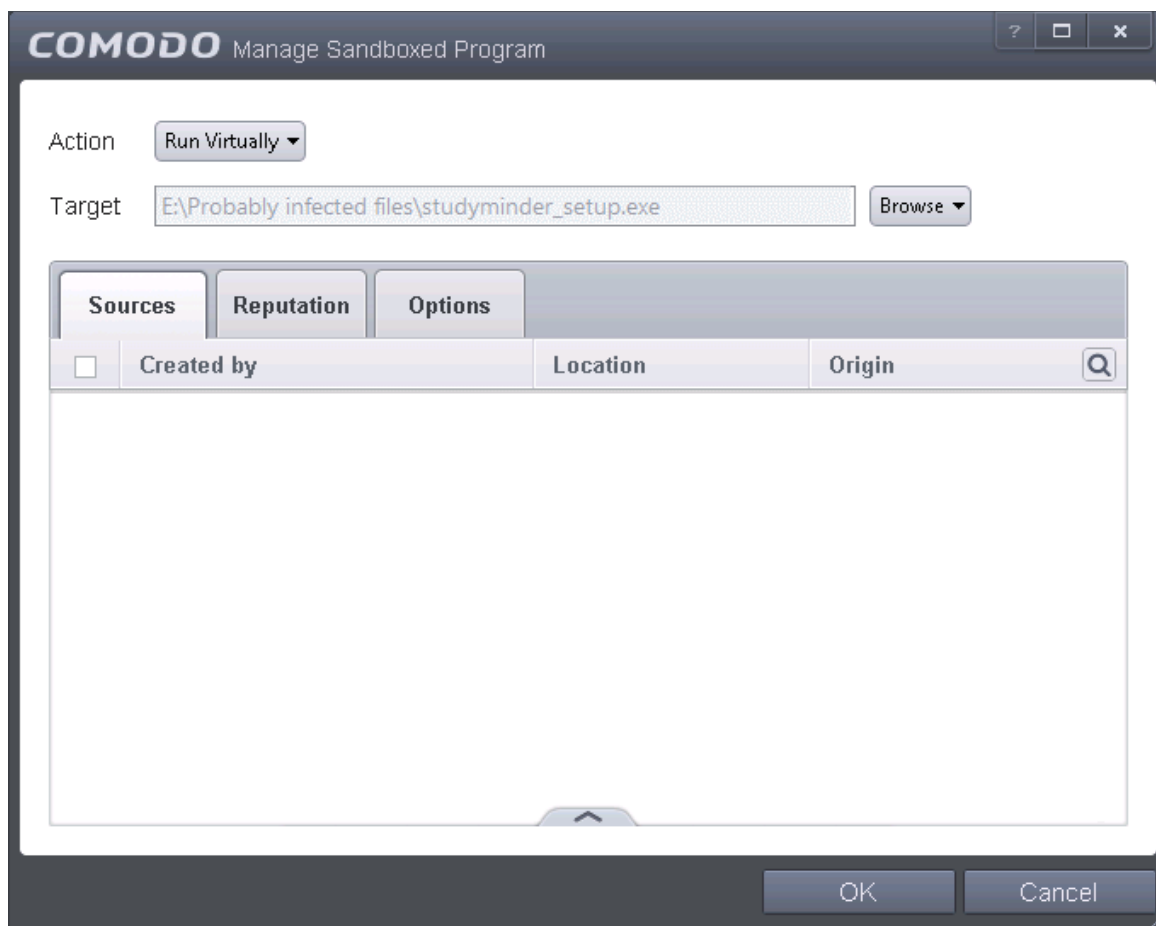 COMODO Manage Sandboxed Program
?
Action Run Virtually
Target E:\Probably infected files\studyminder_setup.exe Browse
Sources Reputation Options
Created by Location Origin
OK Cancel